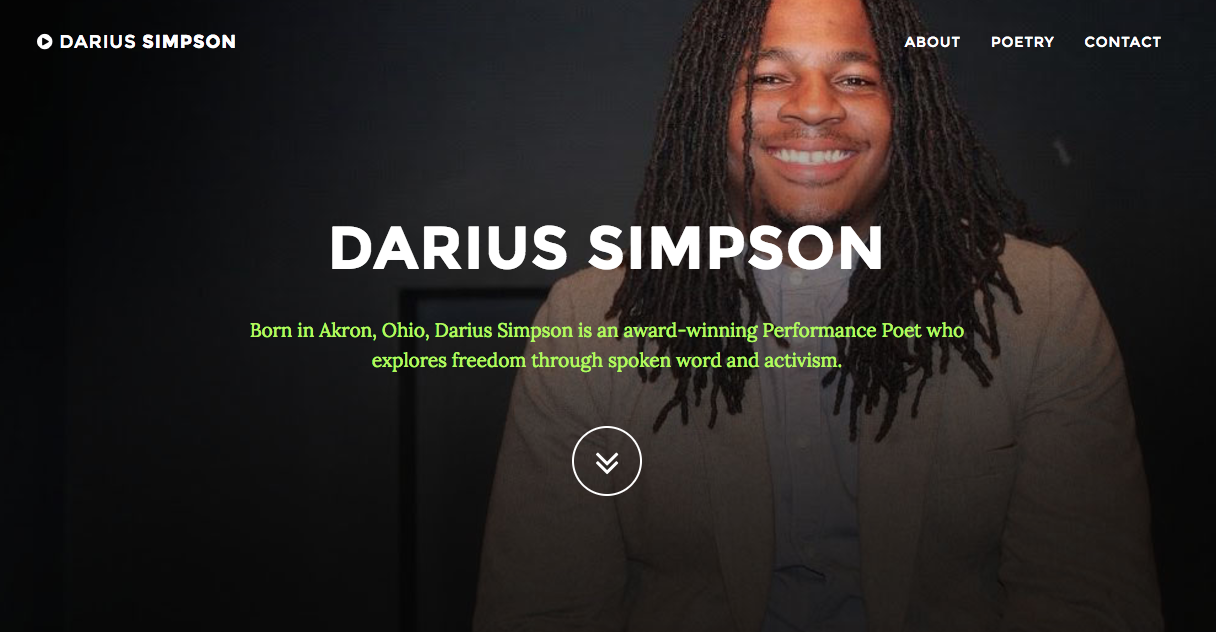 DARIUS SIMPSON
ABOUT POETRY CONTACT
DARIUS SIMPSON
Born in Akron, Ohio, Darius Simpson is an award-winning Performance Poet who
explores freedom through spoken word and activism.